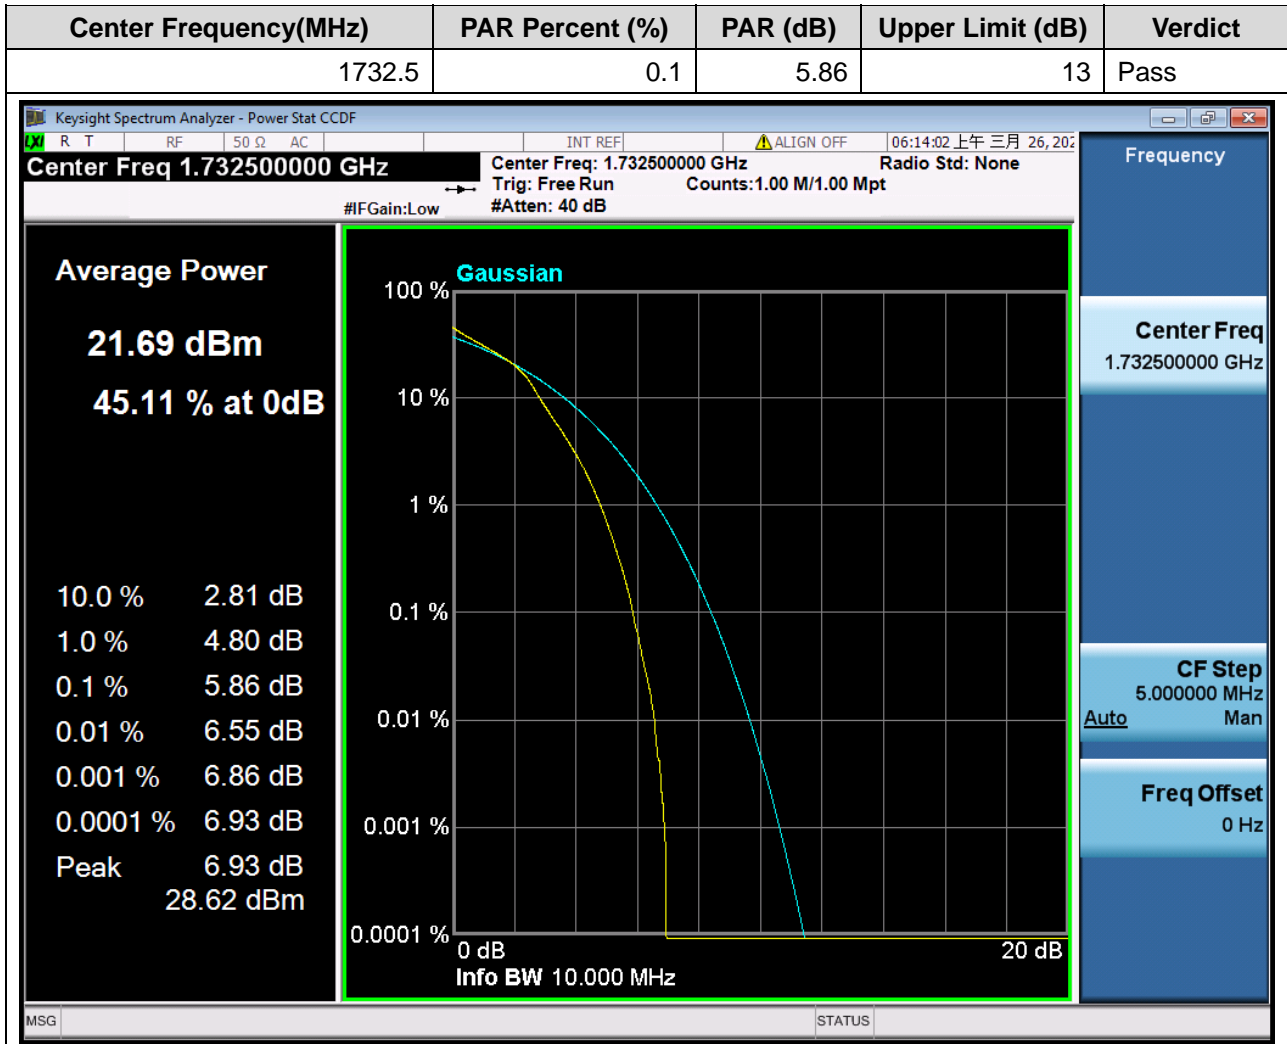 Center Frequency(MHz) PAR Percent (%) PAR (dB) Upper Limit (dB) Verdict
1732.5 0.1 5.86 13 Pass
Keysight Spectrum Analyzer - Power Stat CCDF
LXI R T RF 50 Ω AC INT REF ALIGN OFF 06:14:02 上午 三月 26, 202
Center Freq 1.732500000 GHz
Center Freq: 1.732500000 GHz Radio Std: None
Trig: Free Run Counts:1.00 M/1.00 Mpt
#IFGain:Low #Atten: 40 dB
Frequency
Average Power
21.69 dBm
45.11 % at 0dB
10.0 % 2.81 dB
1.0 % 4.80 dB
0.1 % 5.86 dB
0.01 % 6.55 dB
0.001 % 6.86 dB
0.0001 % 6.93 dB
Peak 6.93 dB
28.62 dBm
Gaussian
100 %
10 %
1 %
0.1 %
0.01 %
0.001 %
0.0001 %
0 dB 20 dB
Info BW 10.000 MHz
Center Freq
1.732500000 GHz
CF Step
5.000000 MHz
Auto Man
Freq Offset
0 Hz
MSG STATUS